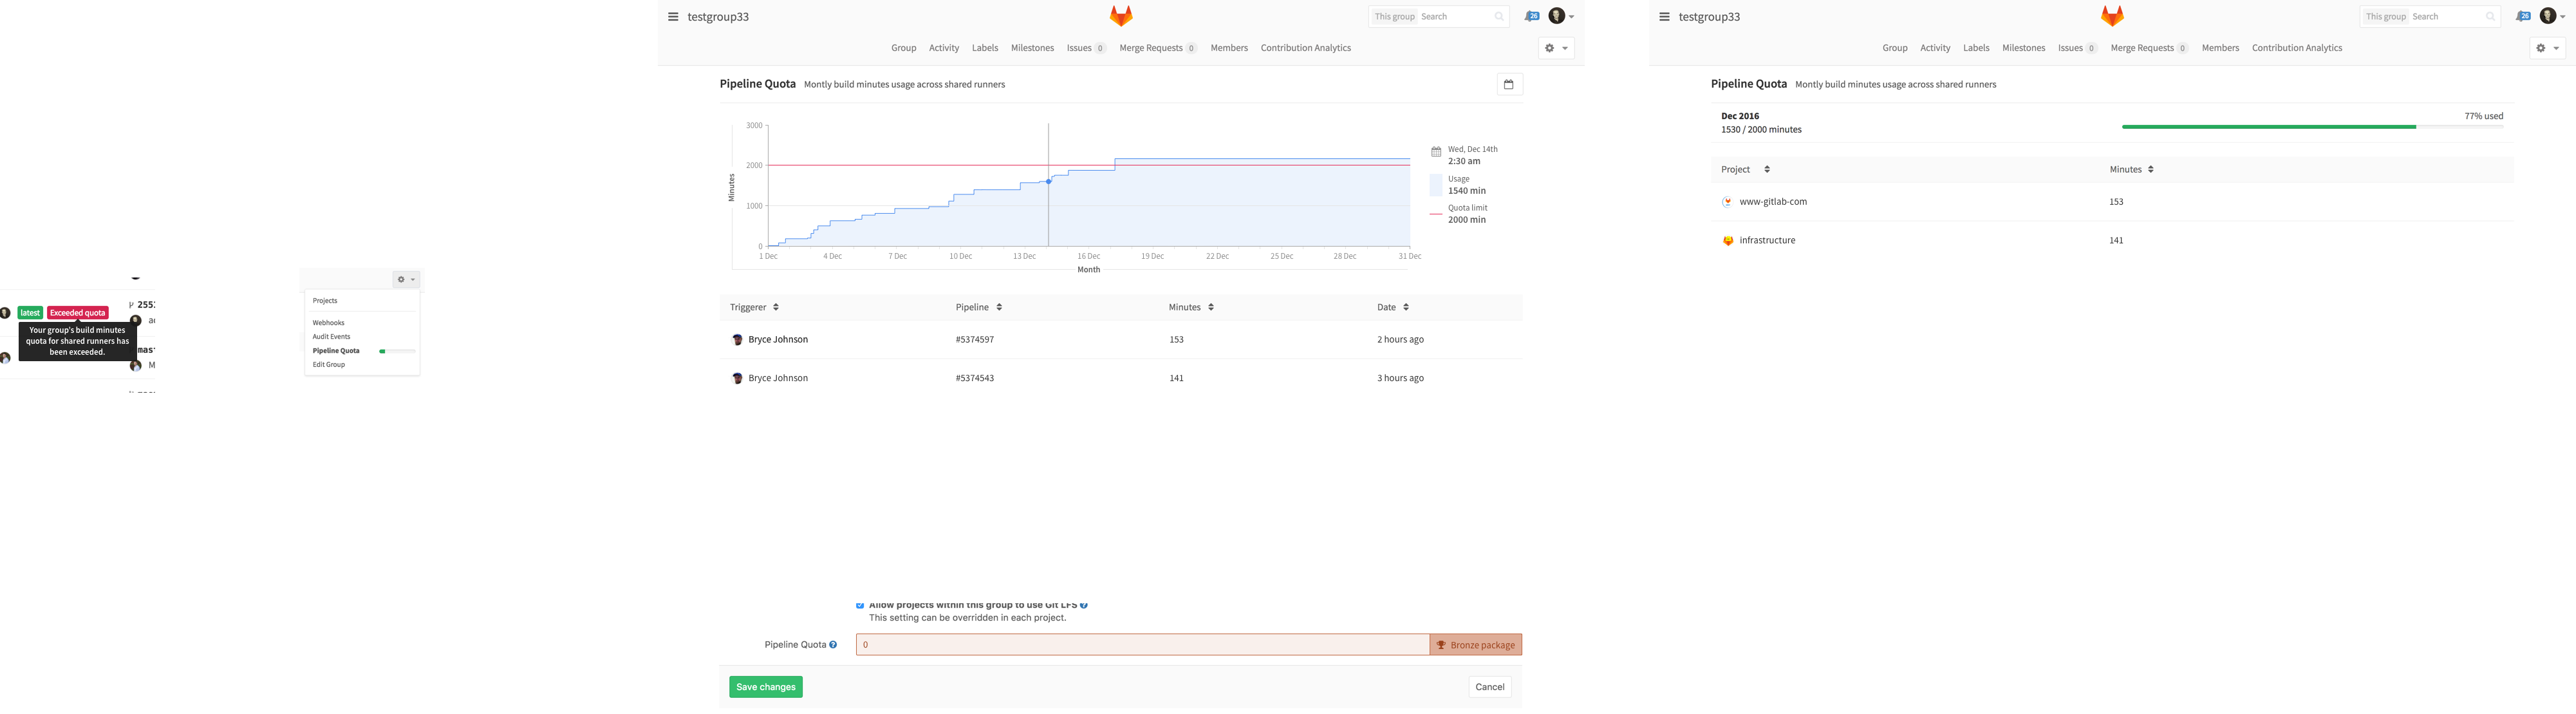 2551
latest Exceeded quota
Your group's build minutes
quota for shared runners has
been exceeded.
mas
M
Projects
Webhooks
Audit Events
Pipeline Quota
Edit Group
testgroup33
This group Search
26
Group Activity Labels Milestones Issues 0 Merge Requests 0 Members Contribution Analytics
Pipeline Quota Montly build minutes usage across shared runners
3000
2000
1000
0
Minutes
1 Dec 4 Dec 7 Dec 10 Dec 13 Dec 16 Dec 19 Dec 22 Dec 25 Dec 28 Dec 31 Dec
Month
Wed, Dec 14th
2:30 am
Usage
1540 min
Quota limit
2000 min
Triggerer Pipeline Minutes Date
Bryce Johnson #5374597 153 2 hours ago
Bryce Johnson #5374543 141 3 hours ago
Allow projects within this group to use Git LFS
This setting can be overridden in each project.
Pipeline Quota 0 Bronze package
Save changes Cancel
testgroup33
This group Search
26
Group Activity Labels Milestones Issues 0 Merge Requests 0 Members Contribution Analytics
Pipeline Quota Montly build minutes usage across shared runners
Dec 2016
1530 / 2000 minutes
77% used
Project Minutes
www-gitlab-com 153
infrastructure 141